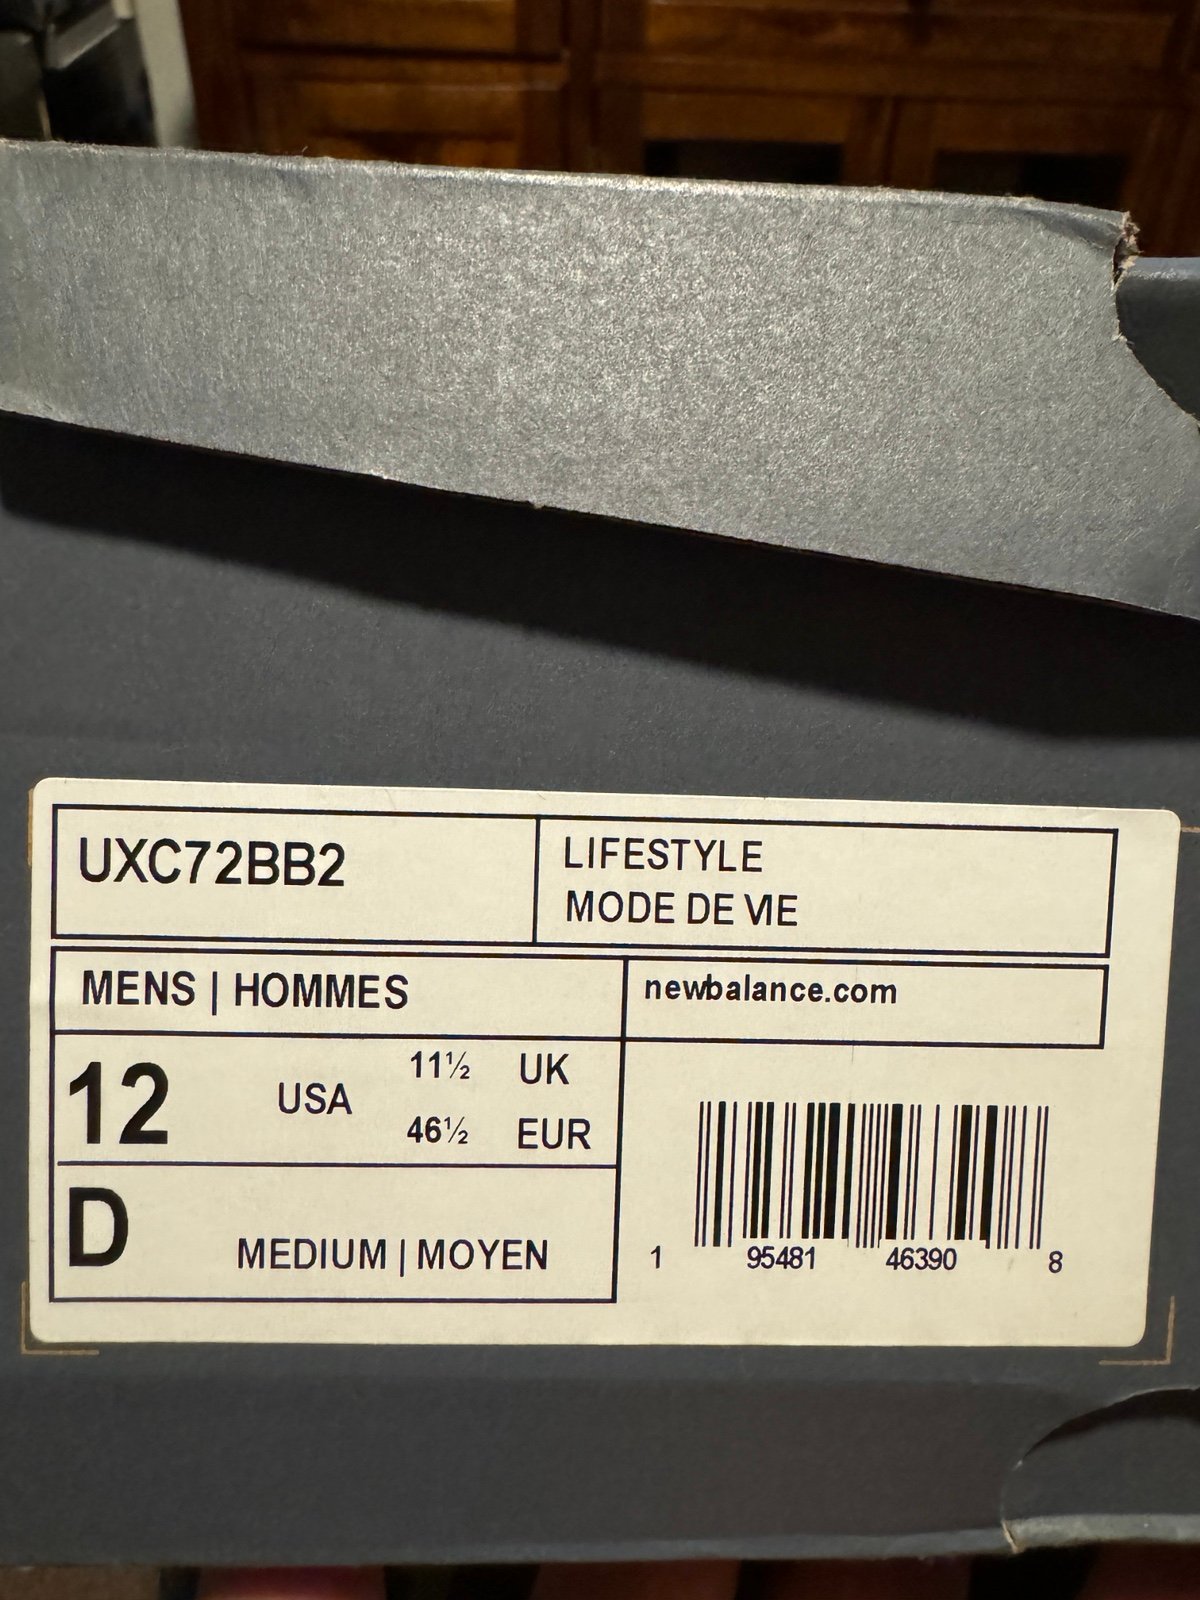 UXC72BB2
LIFESTYLE
MODE DE VIE
MENS | HOMMES
newbalance.com
12 USA 11½ UK
46½ EUR
D MEDIUM | MOYEN
1 95481 46390 8